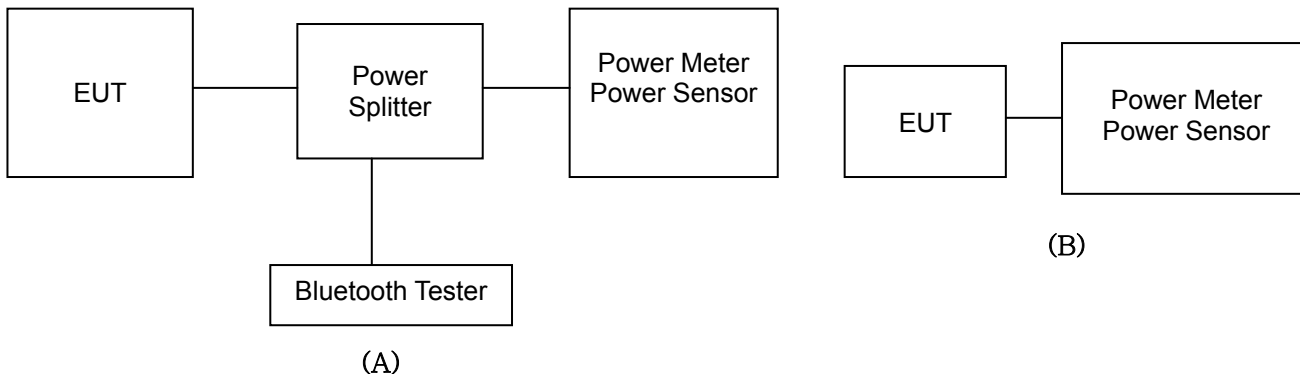 EUT
Power
Splitter
Power Meter
Power Sensor
Bluetooth Tester
(A)
EUT
Power Meter
Power Sensor
(B)